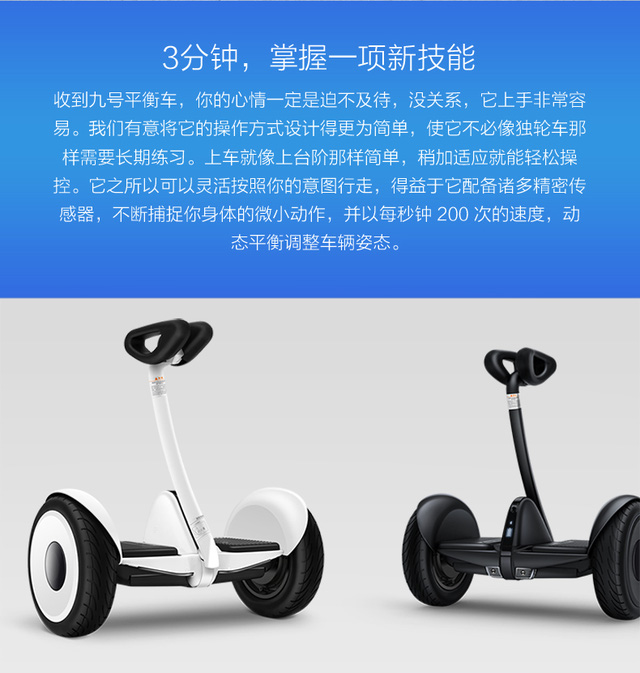 3分钟，掌握一项新技能
收到九号平衡车，你的心情一定是迫不及待，没关系，它上手非常容
易。我们有意将它的操作方式设计得更为简单，使它不必像独轮车那
样需要长期练习。上车就像上台阶那样简单，稍加适应就能轻松操
控。它之所以可以灵活按照你的意图行走，得益于它配备诸多精密传
感器，不断捕捉你身体的微小动作，并以每秒钟 200 次的速度，动
态平衡调整车辆姿态。